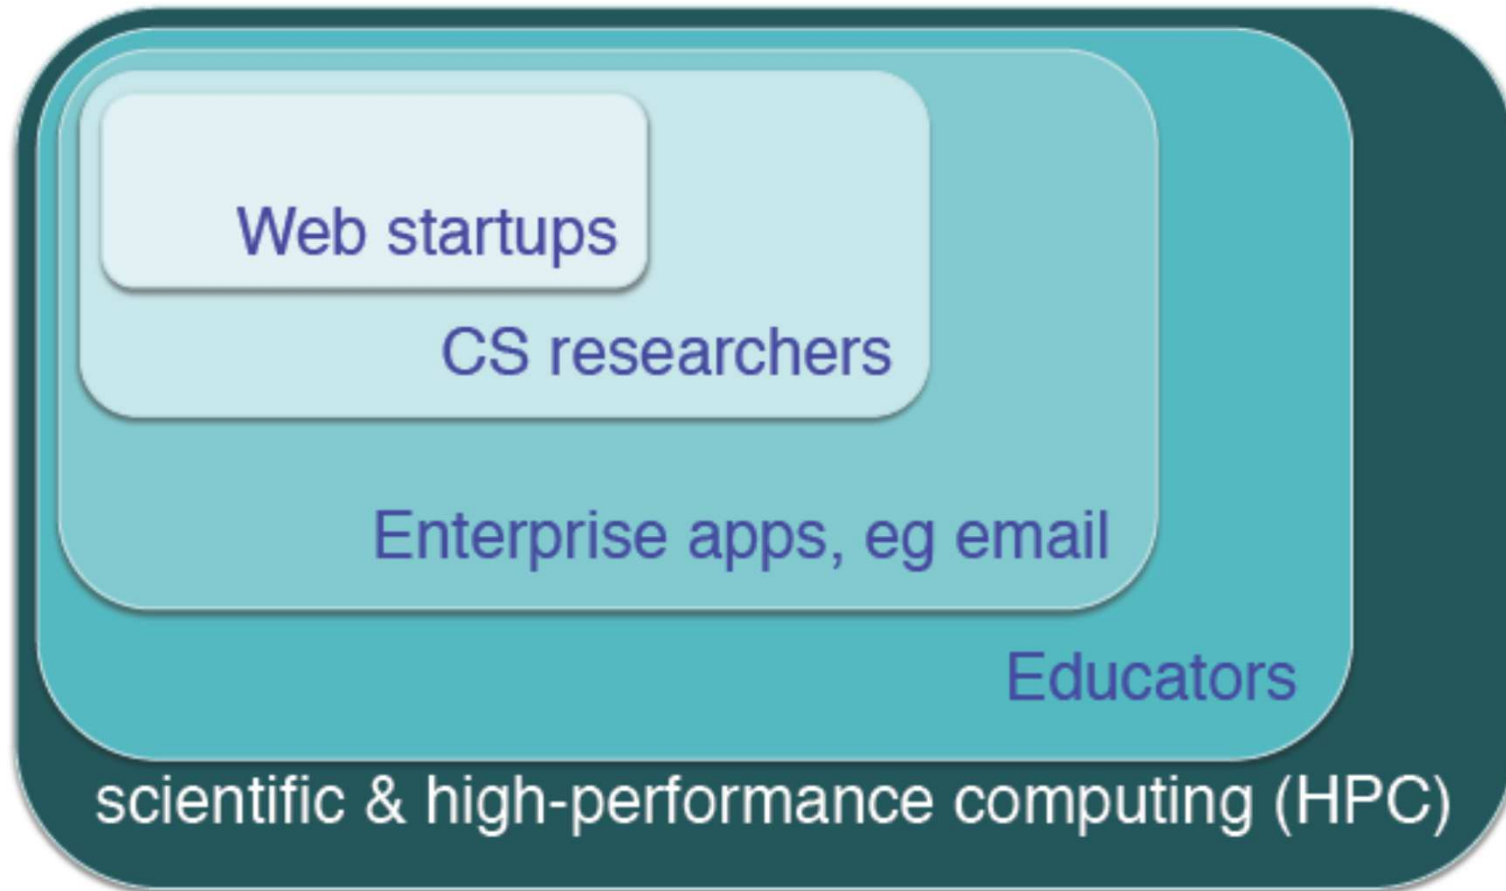 Web startups
CS researchers
Enterprise apps, eg email
Educators
scientific & high-performance computing (HPC)